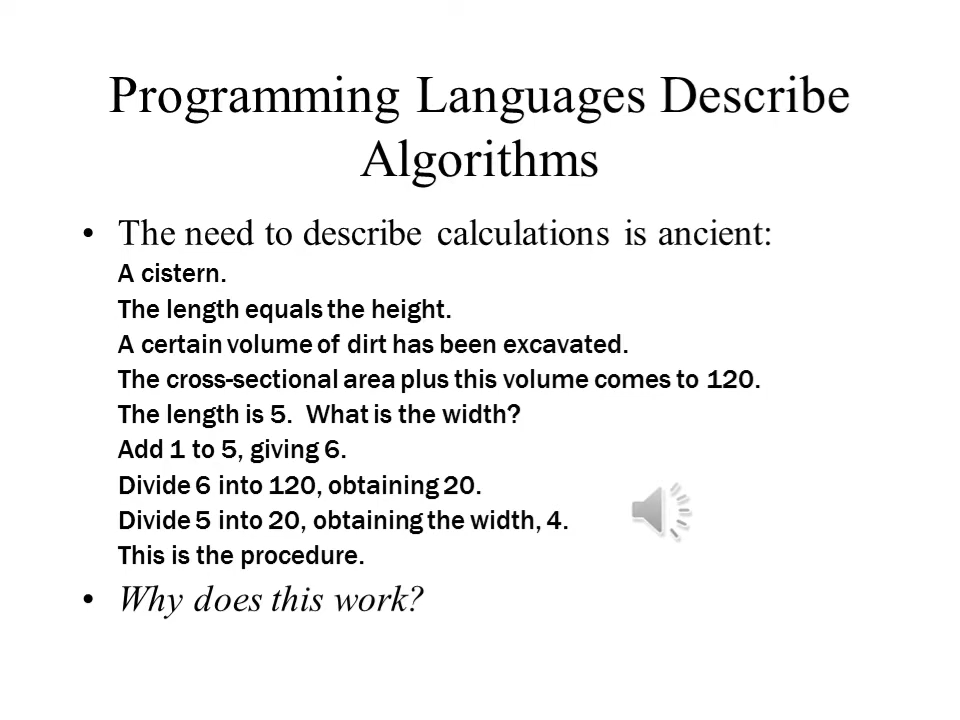 Programming Languages Describe
Algorithms
• The need to describe calculations is ancient:
A cistern.
The length equals the height.
A certain volume of dirt has been excavated.
The cross-sectional area plus this volume comes to 120.
The length is 5.  What is the width?
Add 1 to 5, giving 6.
Divide 6 into 120, obtaining 20.
Divide 5 into 20, obtaining the width, 4.
This is the procedure.
• Why does this work?